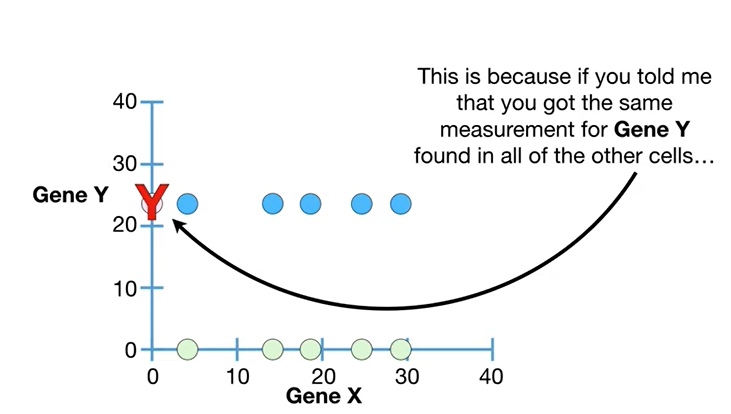 This is because if you told me
that you got the same
measurement for Gene Y
found in all of the other cells…
40
30
Gene Y
Y
20
10
0
0 10 20 30 40
Gene X